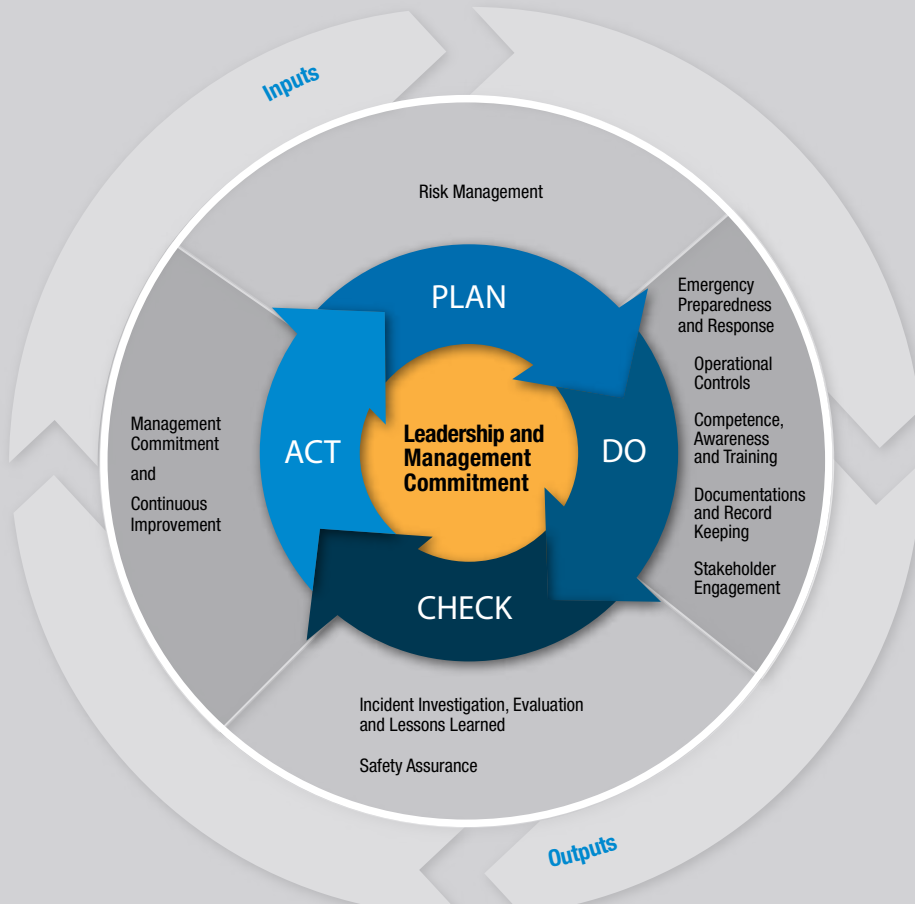 Inputs
Risk Management
PLAN
Emergency
Preparedness
and Response
Operational
Controls
Competence,
Awareness
and Training
Documentations
and Record
Keeping
Stakeholder
Engagement
DO
Leadership and
Management
Commitment
ACT
Management
Commitment
and
Continuous
Improvement
CHECK
Incident Investigation, Evaluation
and Lessons Learned
Safety Assurance
Outputs